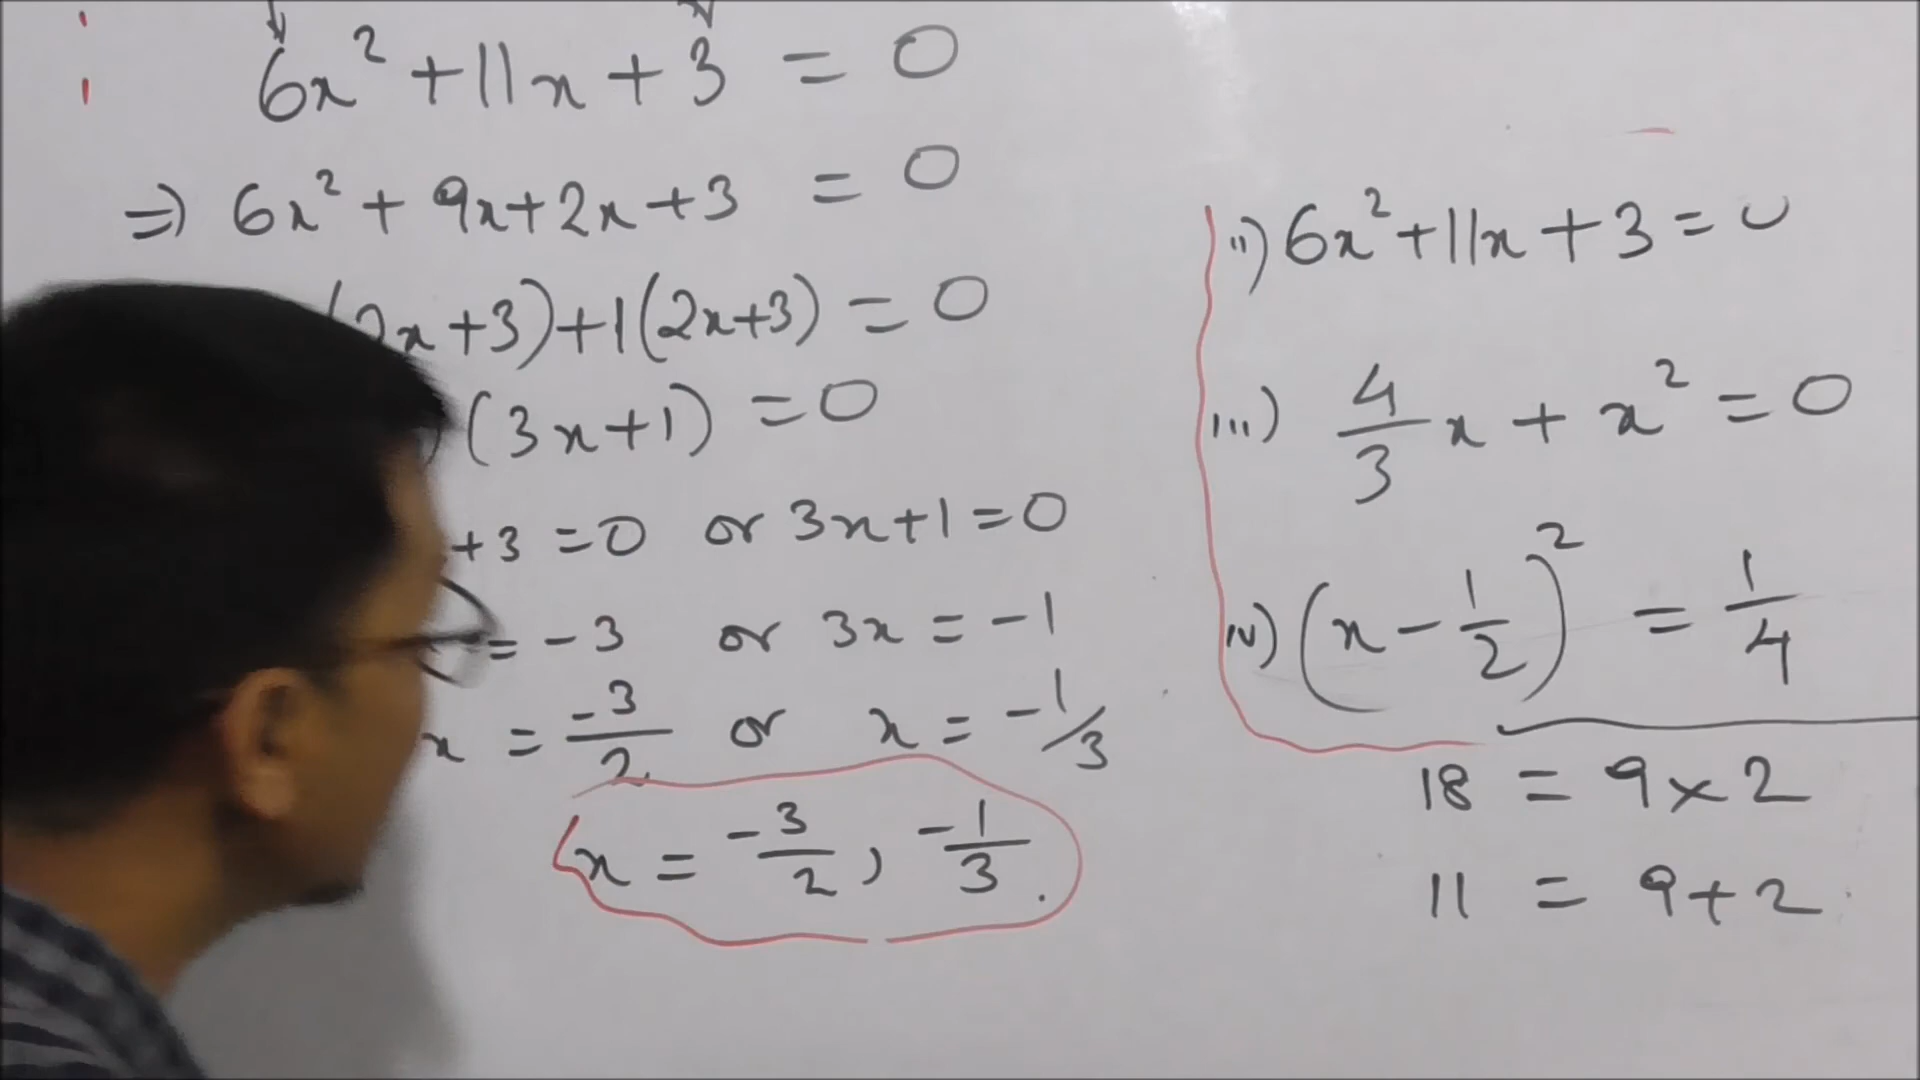 6x² + 11x + 3 = 0
⇒ 6x² + 9x + 2x + 3 = 0
(2x + 3) + 1(2x + 3) = 0
) (3x + 1) = 0
+ 3 = 0 or 3x + 1 = 0
= -3 or 3x = -1
x = -3/2 or x = -1/3
x = -3/2, -1/3.
ii) 6x² + 11x + 3 = 0
iii) 4/3 x + x² = 0
iv) (x - 1/2)² = 1/4
18 = 9 × 2
11 = 9 + 2